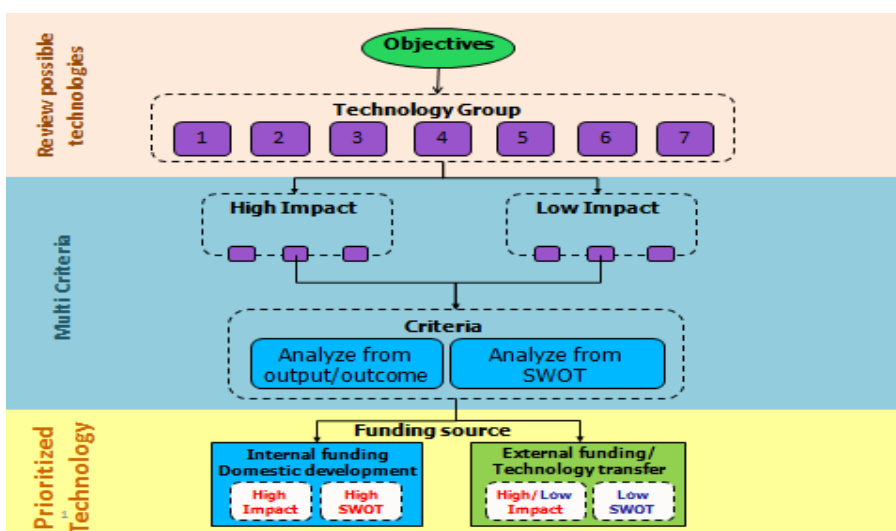 Review possible
technologies
Objectives
Technology Group
1 2 3 4 5 6 7
Multi Criteria
High Impact
Low Impact
Criteria
Analyze from
output/outcome
Analyze from
SWOT
Prioritized
Technology
1
Funding source
Internal funding
Domestic development
High
Impact
High
SWOT
External funding/
Technology transfer
High/Low
Impact
Low
SWOT